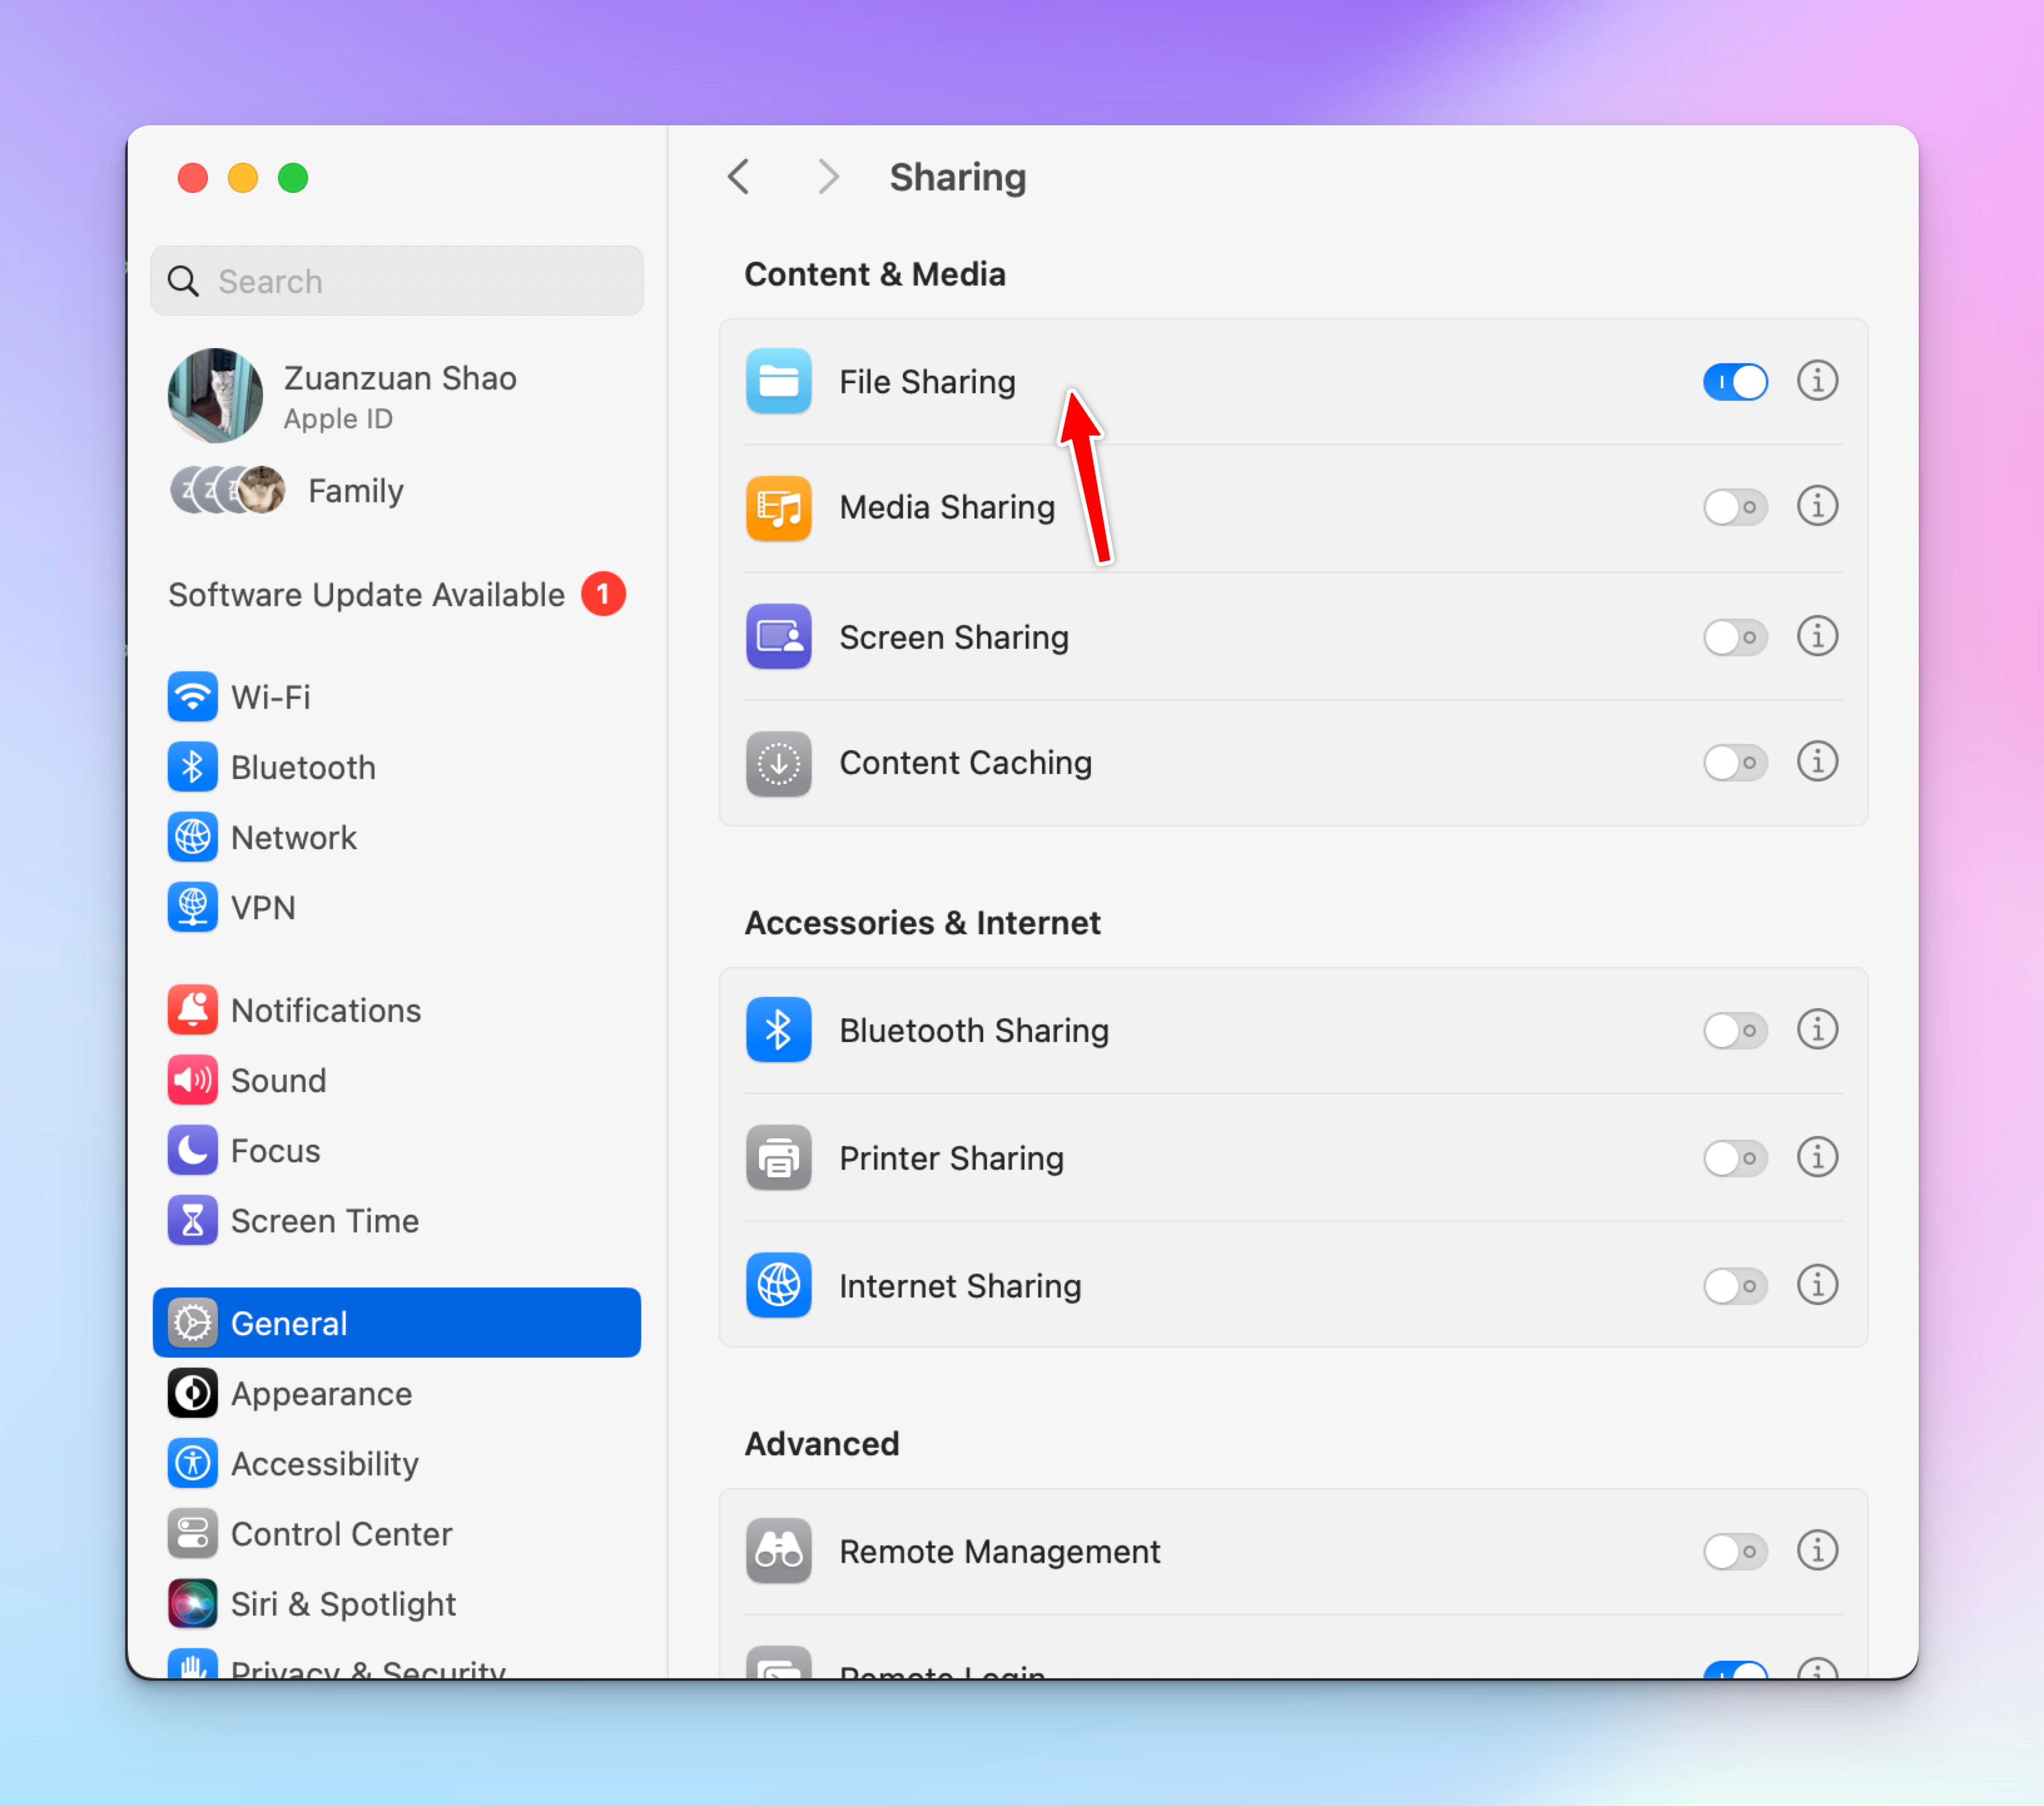 Sharing
Search
Zuanzuan Shao
Apple ID
Family
Software Update Available 1
Wi-Fi
Bluetooth
Network
VPN
Notifications
Sound
Focus
Screen Time
General
Appearance
Accessibility
Control Center
Siri & Spotlight
Privacy & Security
Content & Media
File Sharing
Media Sharing
Screen Sharing
Content Caching
Accessories & Internet
Bluetooth Sharing
Printer Sharing
Internet Sharing
Advanced
Remote Management
Remote Login